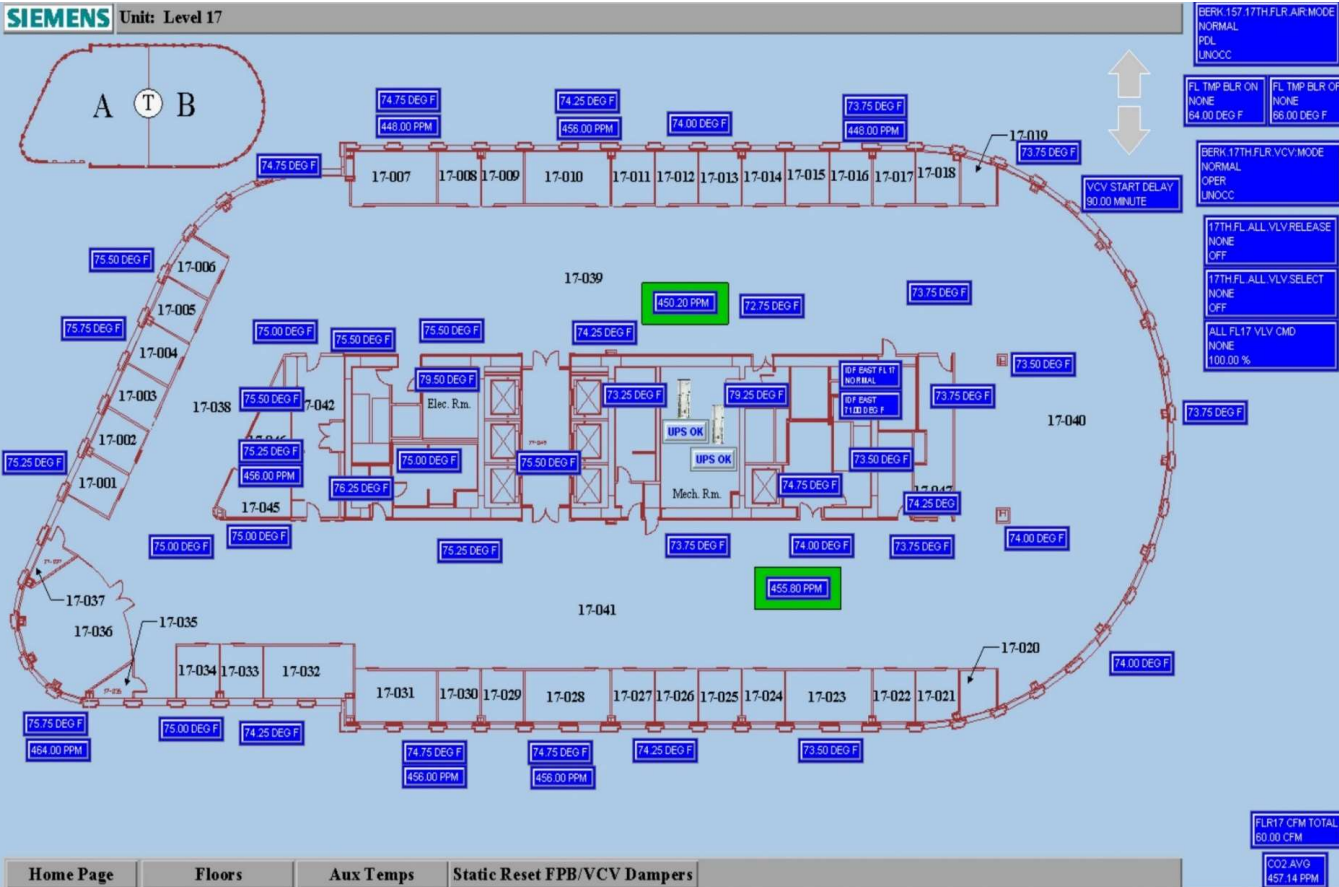 SIEMENS Unit: Level 17
BERK.157.17TH.FLR.AIR:MODE
NORMAL
PDL
UNOCC
A T B
74.75 DEG F
448.00 PPM
74.25 DEG F
456.00 PPM
74.00 DEG F
73.75 DEG F
448.00 PPM
FL TMP BLR ON
NONE
64.00 DEG F
FL TMP BLR OF
NONE
66.00 DEG F
17-019
73.75 DEG F
BERK.17TH.FLR.VCV:MODE
NORMAL
OPER
UNOCC
74.75 DEG F
17-007 17-008 17-009 17-010 17-011 17-012 17-013 17-014 17-015 17-016 17-017 17-018
VCV START DELAY
90.00 MINUTE
17TH.FL.ALL.VLV.RELEASE
NONE
OFF
75.50 DEG F
17-006
17-039
17TH.FL.ALL.VLV.SELECT
NONE
OFF
450.20 PPM
72.75 DEG F
73.75 DEG F
17-005
75.75 DEG F
75.00 DEG F
75.50 DEG F
75.50 DEG F
74.25 DEG F
ALL FL17 VLV CMD
NONE
100.00 %
17-004
73.50 DEG F
79.50 DEG F
IDF EAST FL 17
NORMAL
17-003
75.50 DEG F
73.25 DEG F
79.25 DEG F
IDF EAST
71.00 DEG F
73.75 DEG F
17-038
7-042
Elec. R.m.
73.75 DEG F
17-040
17-002
UPS OK
75.25 DEG F
456.00 PPM
75.25 DEG F
75.00 DEG F
75.50 DEG F
UPS OK
73.50 DEG F
17-001
76.25 DEG F
74.75 DEG F
Mech. R.m.
17-045
74.25 DEG
75.00 DEG F
75.00 DEG F
75.25 DEG F
73.75 DEG F
74.00 DEG F
73.75 DEG F
74.00 DEG F
455.80 PPM
17-037
17-041
17-035
17-036
17-020
74.00 DEG F
17-034 17-033 17-032
17-031 17-030 17-029 17-028 17-027 17-026 17-025 17-024 17-023 17-022 17-021
75.75 DEG F
464.00 PPM
75.00 DEG F
74.25 DEG F
74.75 DEG F
456.00 PPM
74.75 DEG F
456.00 PPM
74.25 DEG F
73.50 DEG F
FLR17 CFM TOTAL
60.00 CFM
CO2.AVG
457.14 PPM
Home Page Floors Aux Temps Static Reset FPB/VCV Dampers